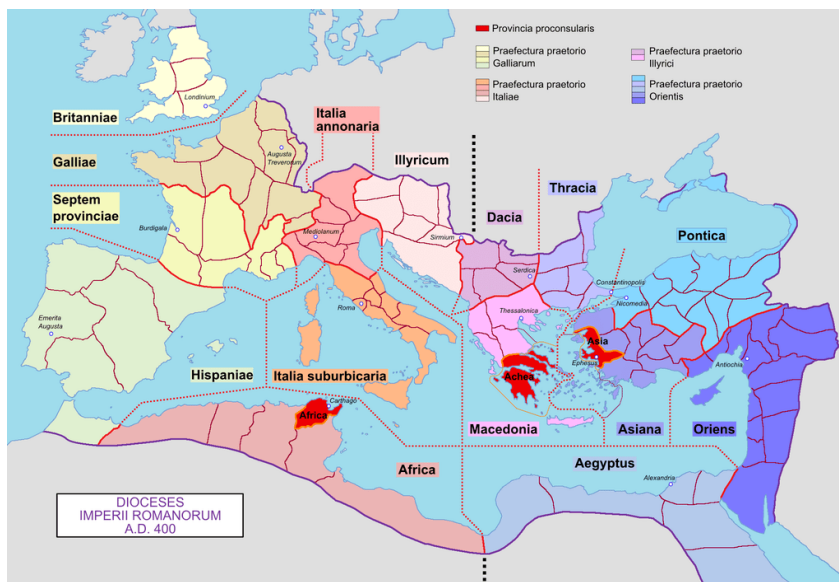 Provincia proconsularis
Praefectura praetorio
Galliarum
Praefectura praetorio
Illyrici
Praefectura praetorio
Italiae
Praefectura praetorio
Orientis
Londinium
Britanniae
Italia
annonaria
Galliae
Augusta
Treverorum
Illyricum
Thracia
Septem
provinciae
Dacia
Burdigala
Mediolanum
Sirmium
Pontica
Serdica
Constantinopolis
Nicomedia
Roma
Thessalonica
Emerita
Augusta
Asia
Ephesus
Antiochia
Hispaniae
Italia suburbicaria
Achea
Carthago
Africa
Macedonia
Asiana
Oriens
Africa
Aegyptus
Alexandria
DIOCESES
IMPERII ROMANORUM
A.D. 400